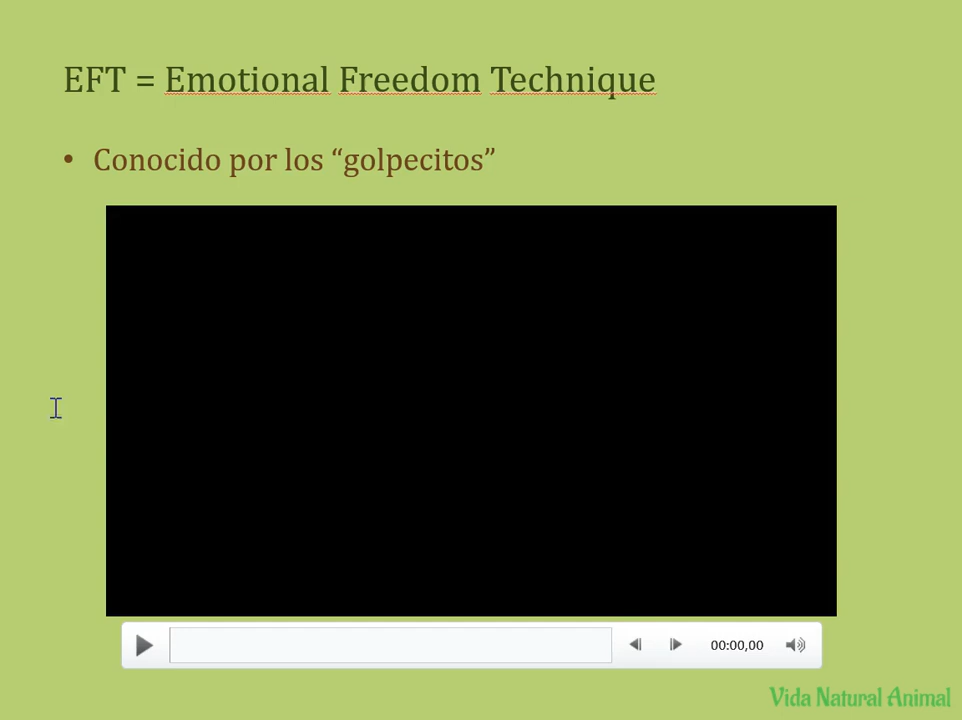 EFT = Emotional Freedom Technique
• Conocido por los “golpecitos”
00:00,00
Vida Natural Animal